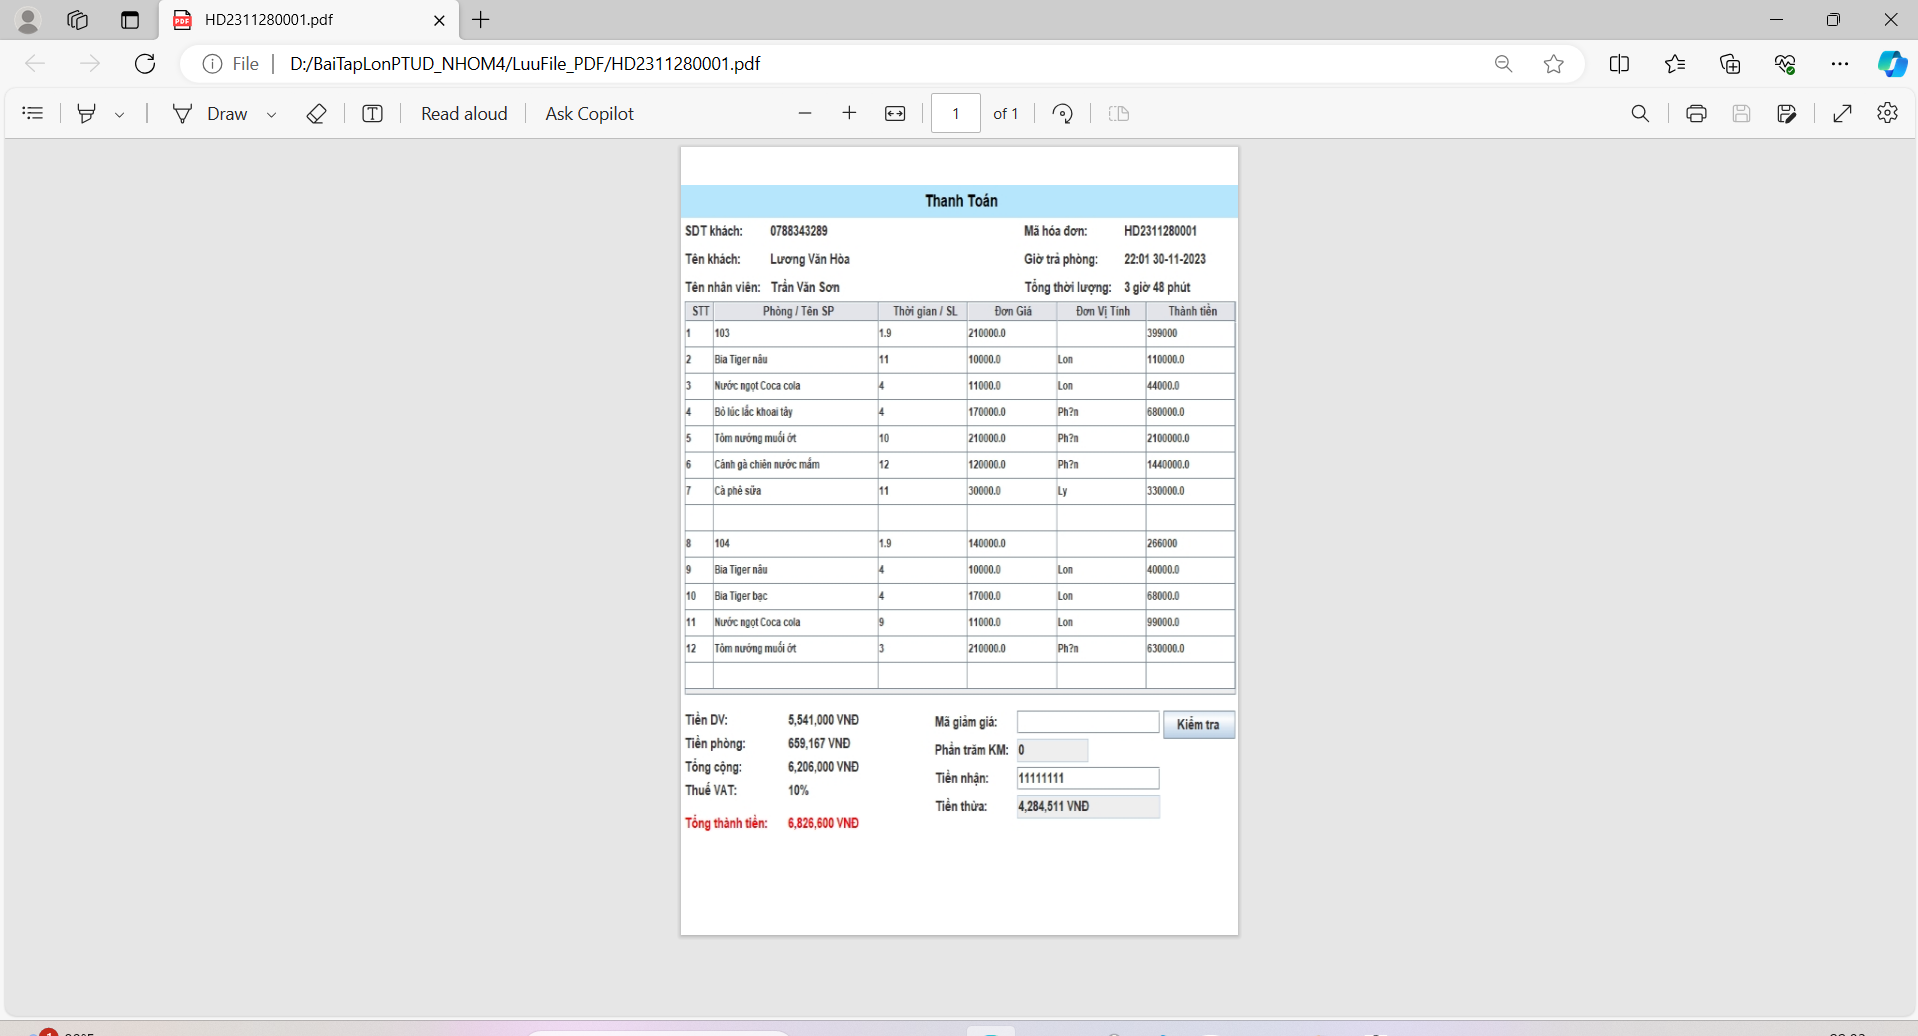 HD2311280001.pdf
File D:/BaiTapLonPTUD_NHOM4/LuuFile_PDF/HD2311280001.pdf
Draw Read aloud Ask Copilot 1 of 1
Thanh Toán
SDT khách: 0788343289 Mã hóa đơn: HD2311280001
Tên khách: Lương Văn Hòa Giờ trả phòng: 22:01 30-11-2023
Tên nhân viên: Trần Văn Sơn Tổng thời lượng: 3 giờ 48 phút
STT Phòng / Tên SP Thời gian / SL Đơn Giá Đơn Vị Tính Thành tiền
1 103 1.9 210000.0 399000
2 Bia Tiger nâu 11 10000.0 Lon 110000.0
3 Nước ngọt Coca cola 4 11000.0 Lon 44000.0
4 Bò lúc lắc khoai tây 4 170000.0 Ph?n 680000.0
5 Tôm nướng muối ớt 10 210000.0 Ph?n 2100000.0
6 Cánh gà chiên nước mắm 12 120000.0 Ph?n 1440000.0
7 Cà phê sữa 11 30000.0 Ly 330000.0
8 104 1.9 140000.0 266000
9 Bia Tiger nâu 4 10000.0 Lon 40000.0
10 Bia Tiger bạc 4 17000.0 Lon 68000.0
11 Nước ngọt Coca cola 9 11000.0 Lon 99000.0
12 Tôm nướng muối ớt 3 210000.0 Ph?n 630000.0
Tiền DV: 5,541,000 VNĐ Mã giảm giá: Kiểm tra
Tiền phòng: 659,167 VNĐ Phần trăm KM: 0
Tổng cộng: 6,206,000 VNĐ Tiền nhận: 11111111
Thuế VAT: 10% Tiền thừa: 4,284,511 VNĐ
Tổng thành tiền: 6,826,600 VNĐ